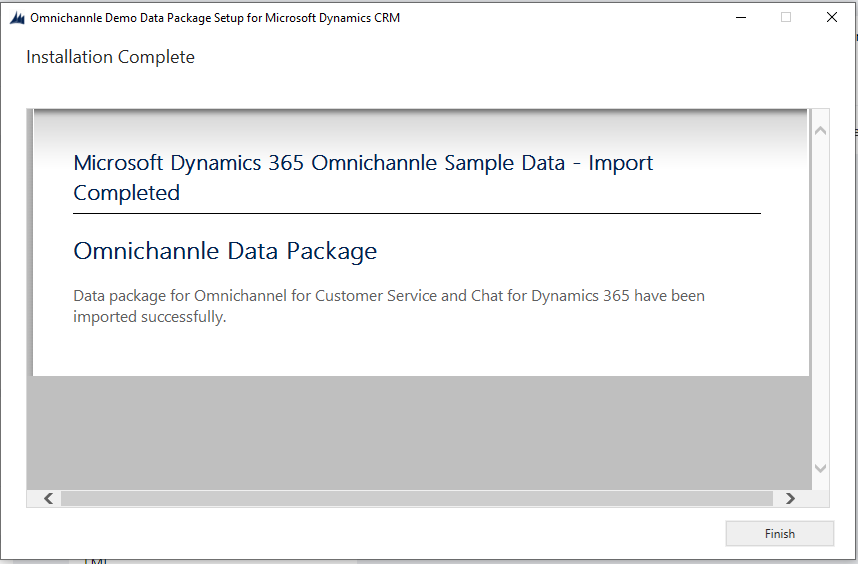 Omnichannle Demo Data Package Setup for Microsoft Dynamics CRM
Installation Complete
Microsoft Dynamics 365 Omnichannle Sample Data - Import
Completed
Omnichannle Data Package
Data package for Omnichannel for Customer Service and Chat for Dynamics 365 have been
imported successfully.
Finish